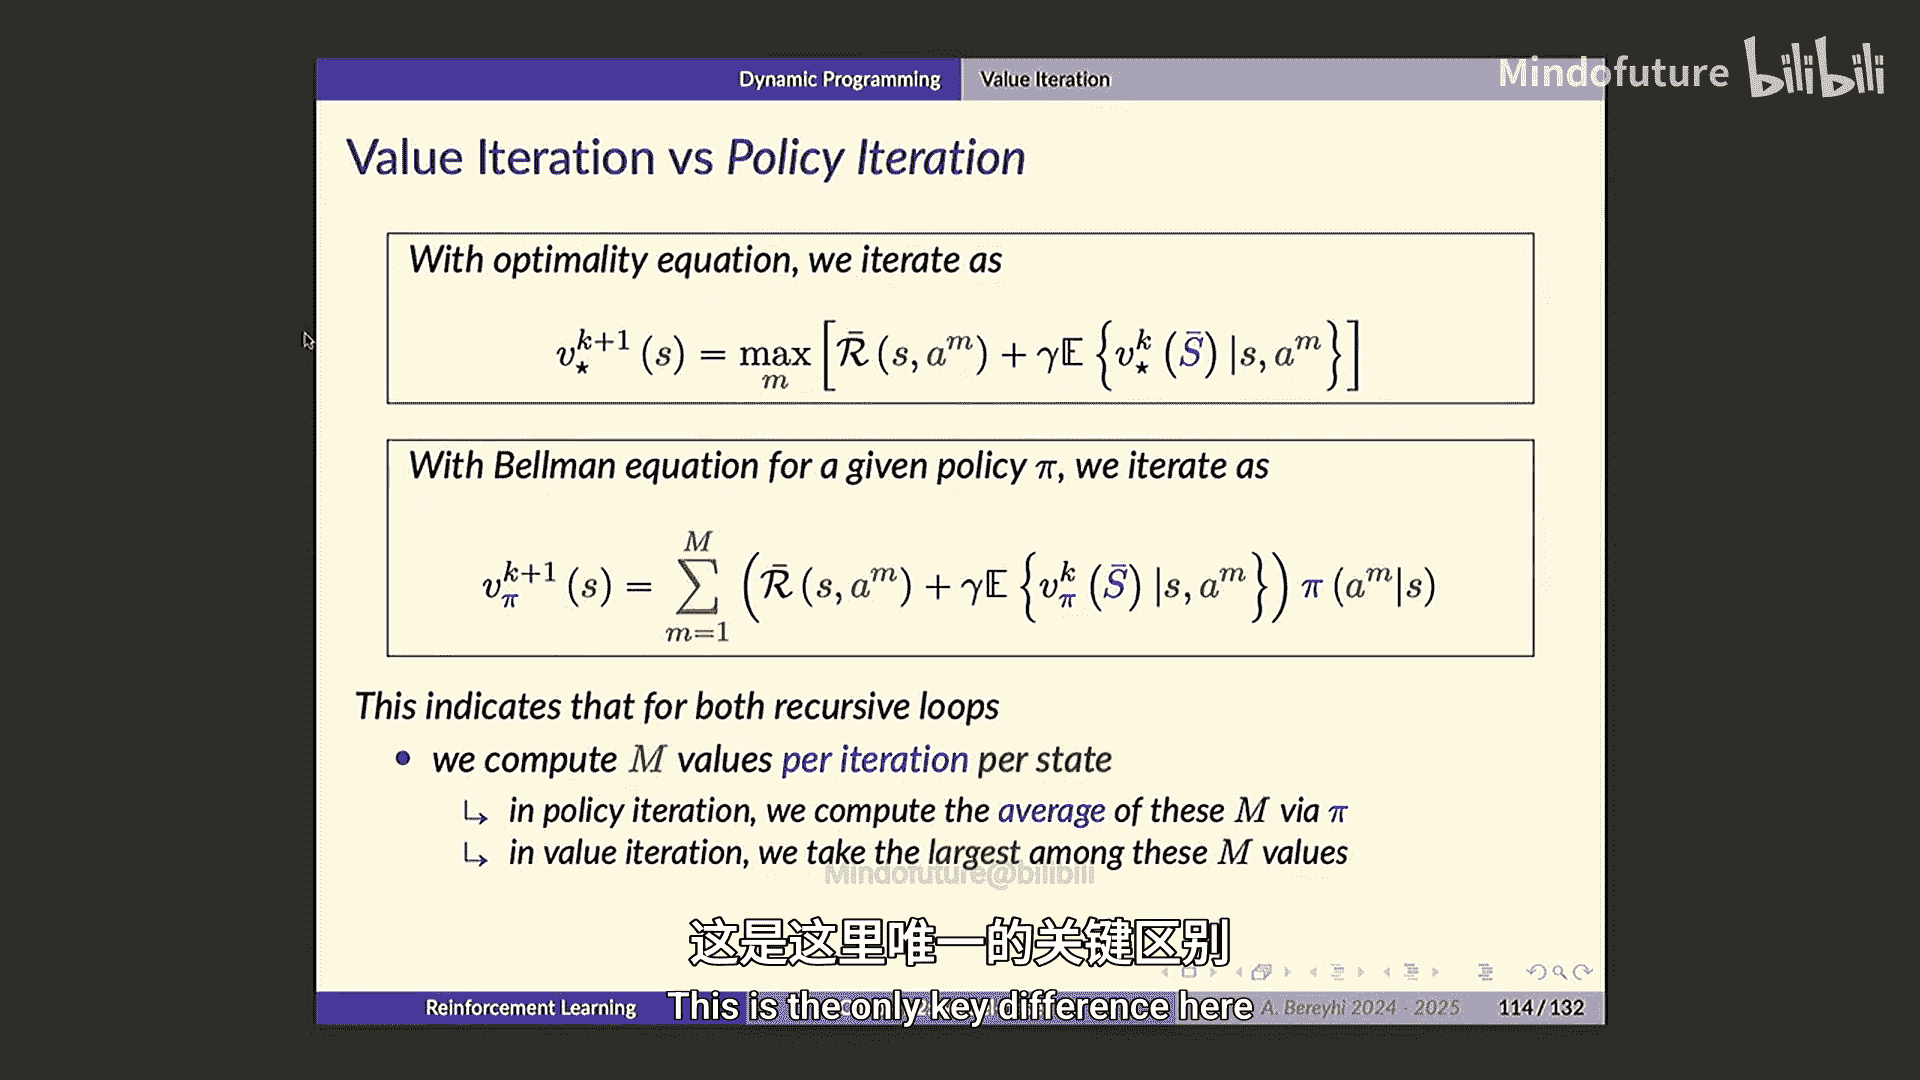 Mindofuture bilibili
Dynamic Programming Value Iteration
Value Iteration vs Policy Iteration
With optimality equation, we iterate as
v_⋆^{k+1} (s) = max_m [ R̄ (s, a^m) + γ𝔼 { v_⋆^k (S̄) | s, a^m } ]
With Bellman equation for a given policy π, we iterate as
v_π^{k+1} (s) = ∑_{m=1}^{M} ( R̄ (s, a^m) + γ𝔼 { v_π^k (S̄) | s, a^m } ) π (a^m|s)
This indicates that for both recursive loops
• we compute M values per iteration per state
↳ in policy iteration, we compute the average of these M via π
↳ in value iteration, we take the largest among these M values
Mindofuture@bilibili
这是这里唯一的关键区别
Reinforcement Learning
This is the only key difference here
A. Bereyhi 2024 - 2025
114 / 132